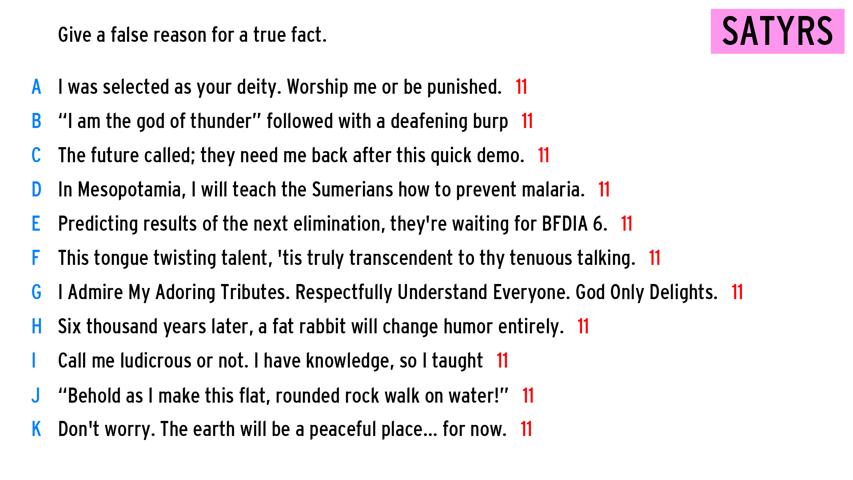 Give a false reason for a true fact.
SATYRS
A I was selected as your deity. Worship me or be punished. 11
B “I am the god of thunder” followed with a deafening burp 11
C The future called; they need me back after this quick demo. 11
D In Mesopotamia, I will teach the Sumerians how to prevent malaria. 11
E Predicting results of the next elimination, they're waiting for BFDIA 6. 11
F This tongue twisting talent, 'tis truly transcendent to thy tenuous talking. 11
G I Admire My Adoring Tributes. Respectfully Understand Everyone. God Only Delights. 11
H Six thousand years later, a fat rabbit will change humor entirely. 11
I Call me ludicrous or not. I have knowledge, so I taught 11
J “Behold as I make this flat, rounded rock walk on water!” 11
K Don't worry. The earth will be a peaceful place... for now. 11